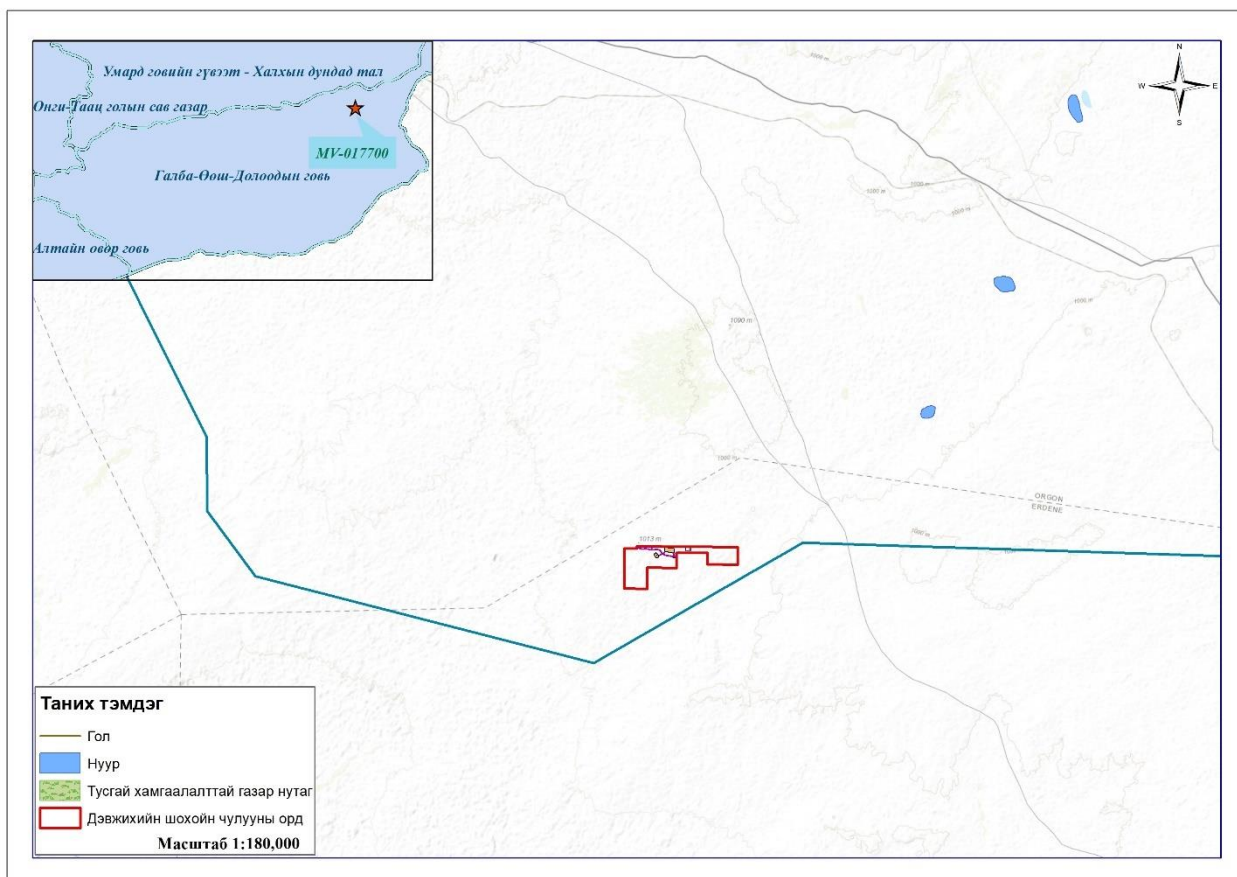 Умард говийн гүвээт - Халхын дундад тал
Онги-Таац голын сав газар
MV-017700
Галба-Өөш-Долоодын говь
Алтайн өвөр говь
N
W E
S
1000 m
1090 m
1000 m
ORGON
ERDENE
1013 m
Таних тэмдэг
Гол
Нуур
Тусгай хамгаалалттай газар нутаг
Дэвжихийн шохойн чулууны орд
Масштаб 1:180,000